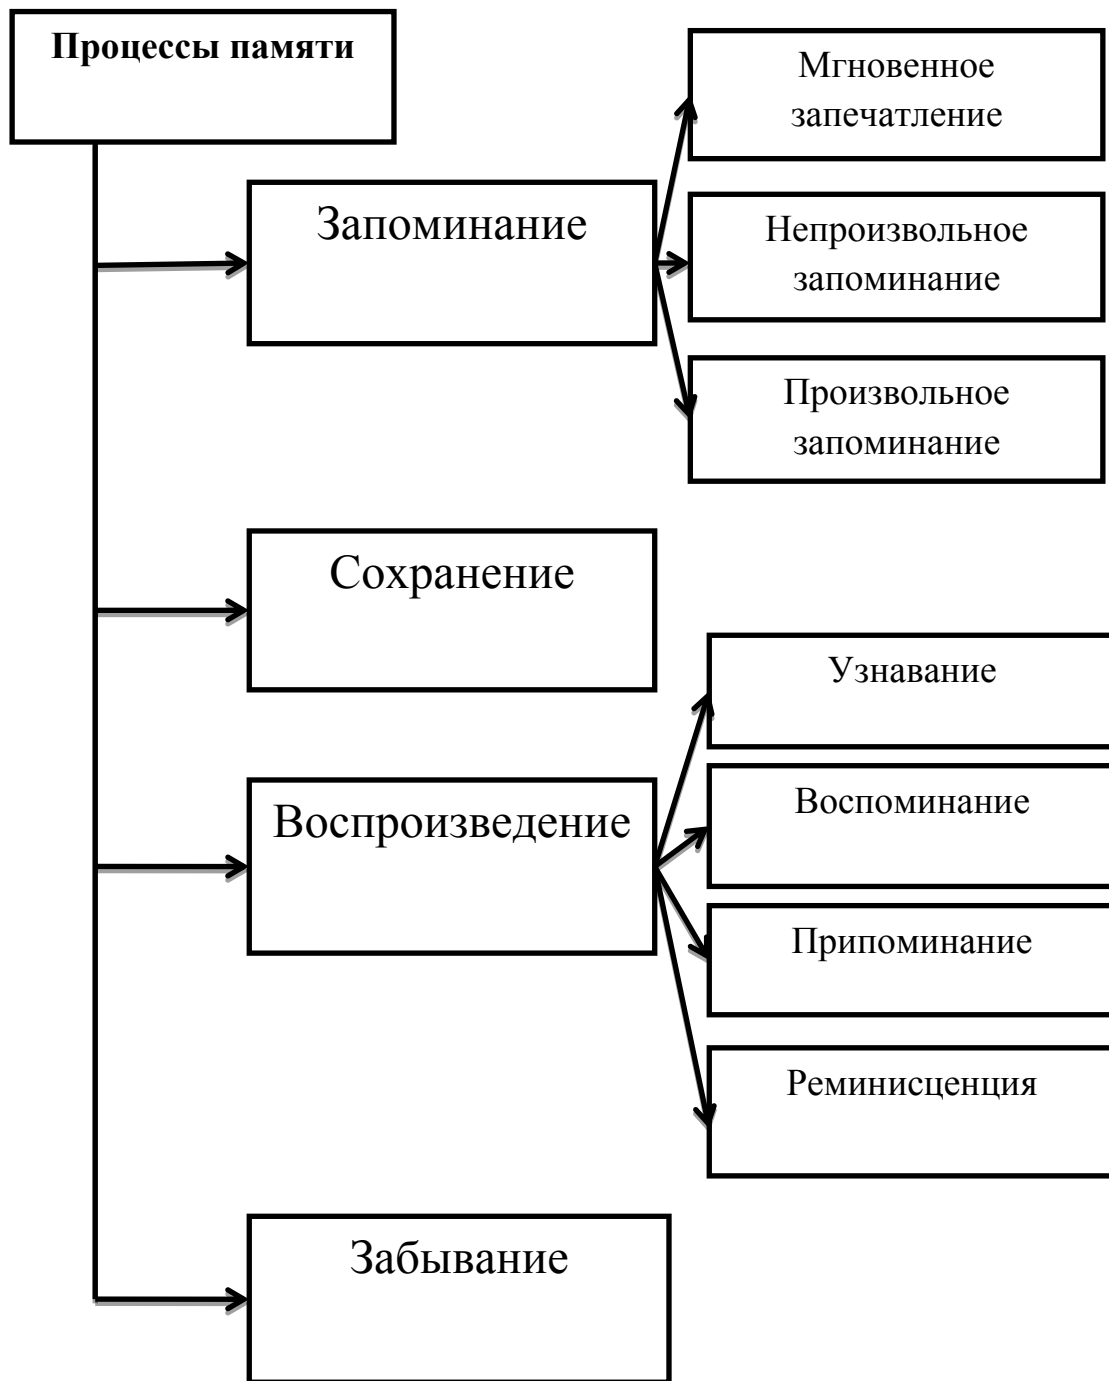 Процессы памяти
Запоминание
Мгновенное
запечатление
Непроизвольное
запоминание
Произвольное
запоминание
Сохранение
Воспроизведение
Узнавание
Воспоминание
Припоминание
Реминисценция
Забывание